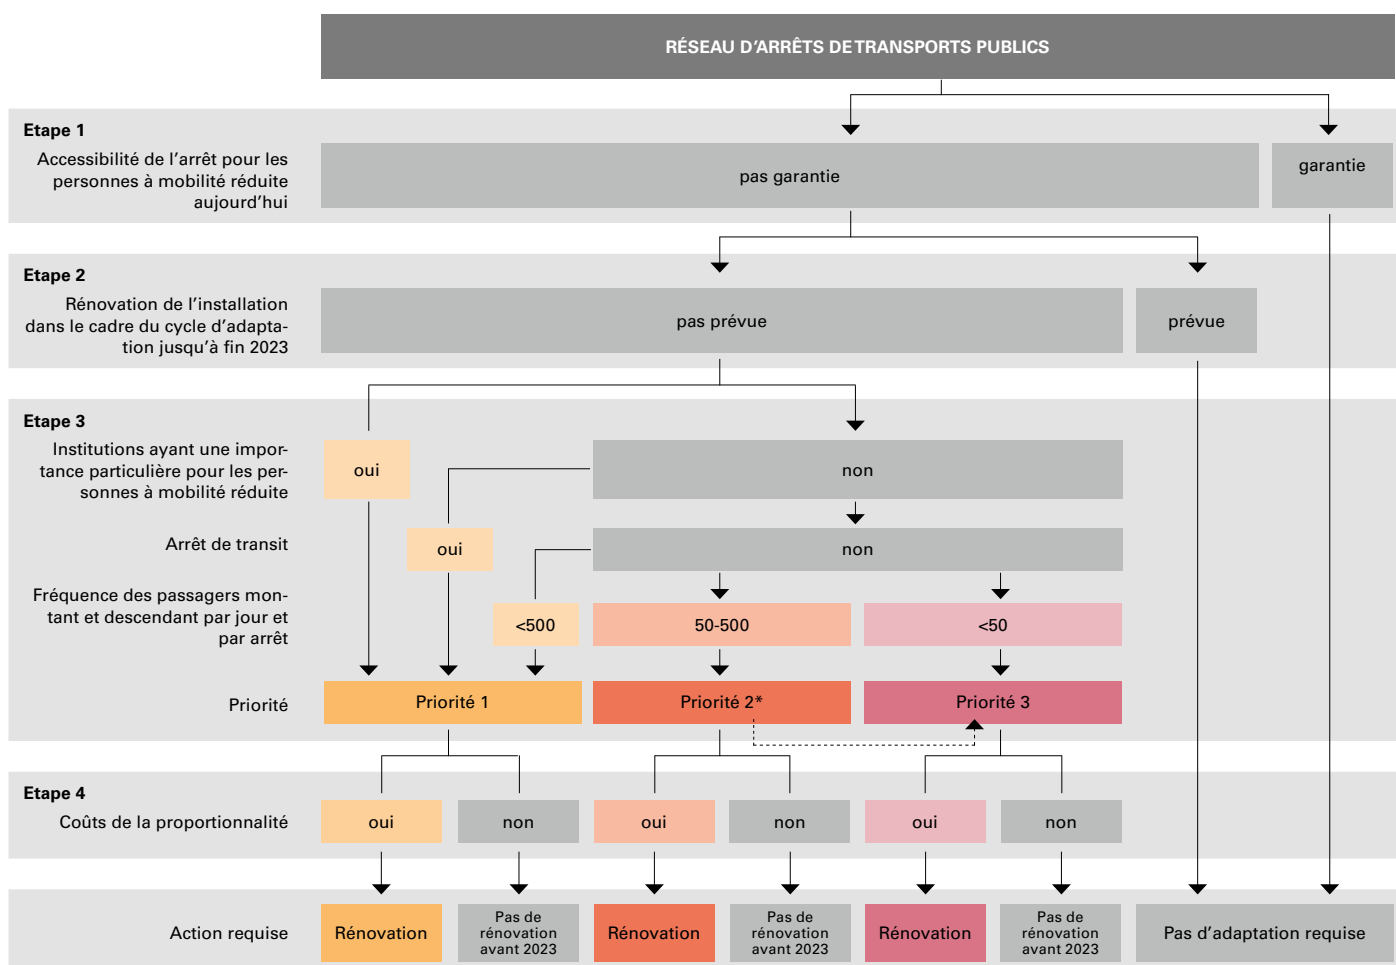 RÉSEAU D'ARRÊTS DE TRANSPORTS PUBLICS
Etape 1
Accessibilité de l'arrêt pour les
personnes à mobilité réduite
aujourd'hui
pas garantie
garantie
Etape 2
Rénovation de l'installation
dans le cadre du cycle d'adapta-
tion jusqu'à fin 2023
pas prévue
prévue
Etape 3
Institutions ayant une impor-
tance particulière pour les per-
sonnes à mobilité réduite
oui
non
Arrêt de transit
oui
non
Fréquence des passagers mon-
tant et descendant par jour et
par arrêt
<500
50-500
<50
Priorité
Priorité 1
Priorité 2*
Priorité 3
Etape 4
Coûts de la proportionnalité
oui
non
oui
non
oui
non
Action requise
Rénovation
Pas de
rénovation
avant 2023
Rénovation
Pas de
rénovation
avant 2023
Rénovation
Pas de
rénovation
avant 2023
Pas d'adaptation requise